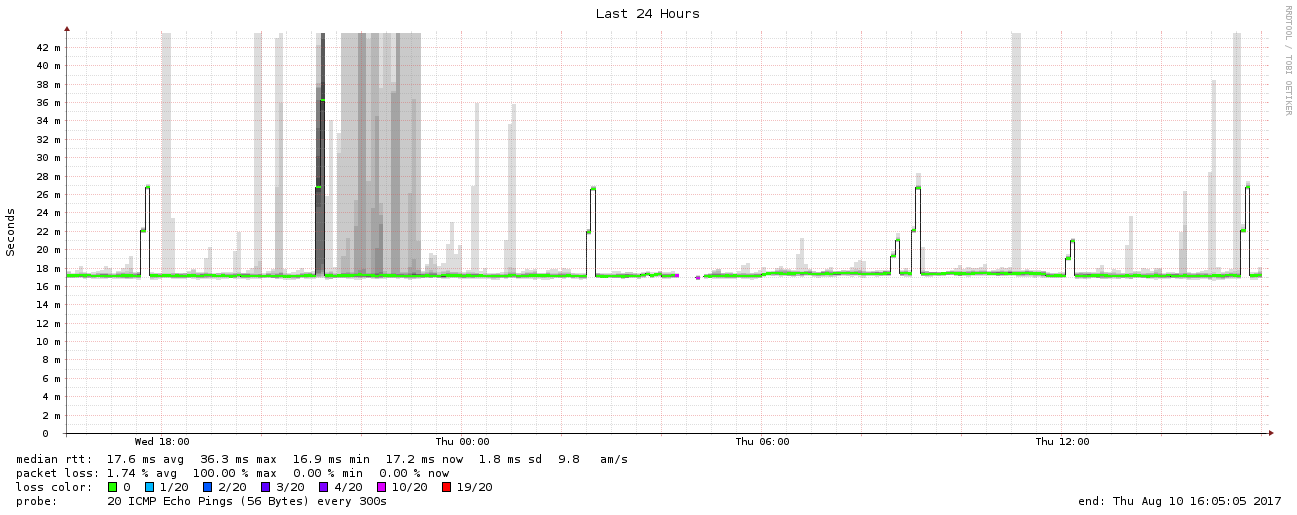 Last 24 Hours
RRDTOOL / TOBI OETIKER
Seconds
42 m
40 m
38 m
36 m
34 m
32 m
30 m
28 m
26 m
24 m
22 m
20 m
18 m
16 m
14 m
12 m
10 m
8 m
6 m
4 m
2 m
0
Wed 18:00 Thu 00:00 Thu 06:00 Thu 12:00
median rtt: 17.6 ms avg 36.3 ms max 16.9 ms min 17.2 ms now 1.8 ms sd 9.8 am/s
packet loss: 1.74 % avg 100.00 % max 0.00 % min 0.00 % now
loss color: 0 1/20 2/20 3/20 4/20 10/20 19/20
probe: 20 ICMP Echo Pings (56 Bytes) every 300s end: Thu Aug 10 16:05:05 2017